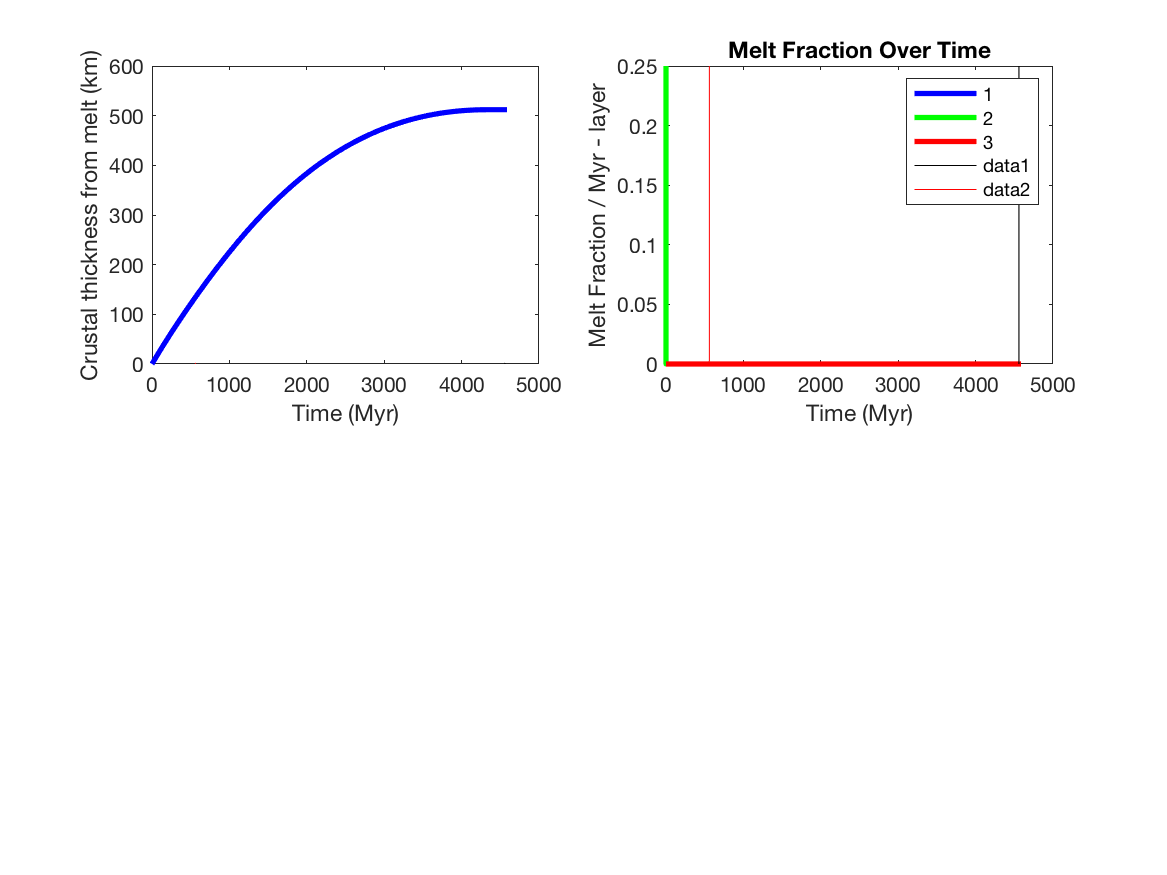 Crustal thickness from melt (km)
600
500
400
300
200
100
0
0 1000 2000 3000 4000 5000
Time (Myr)
Melt Fraction Over Time
Melt Fraction / Myr - layer
0.25
0.2
0.15
0.1
0.05
0
0 1000 2000 3000 4000 5000
Time (Myr)
1
2
3
data1
data2